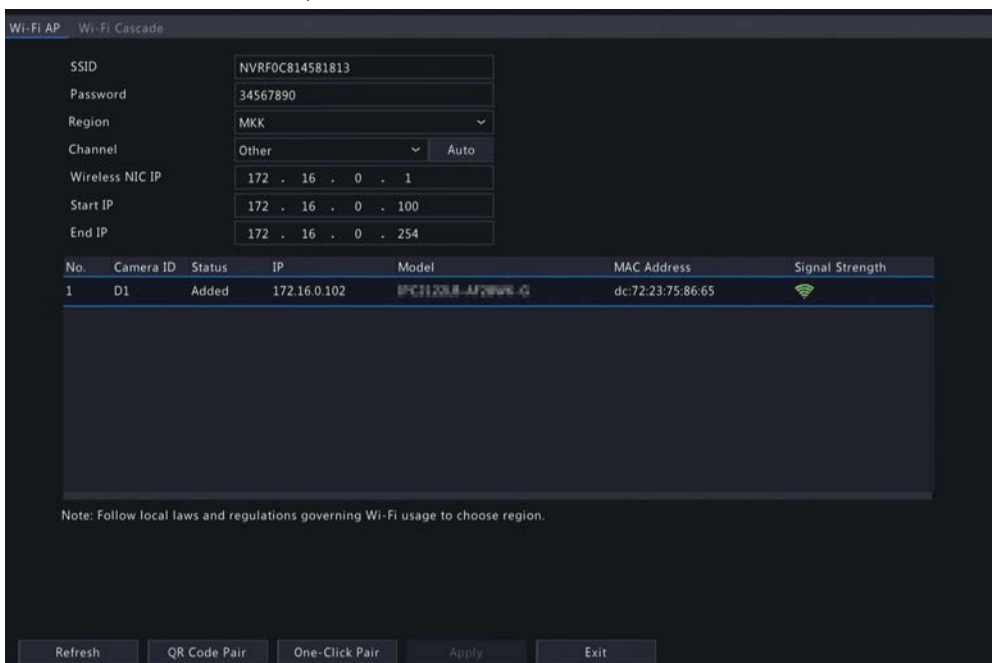 Wi-Fi AP Wi-Fi Cascade
SSID NVRF0C814581813
Password 34567890
Region MKK
Channel Other Auto
Wireless NIC IP 172 . 16 . 0 . 1
Start IP 172 . 16 . 0 . 100
End IP 172 . 16 . 0 . 254
No. Camera ID Status IP Model MAC Address Signal Strength
1 D1 Added 172.16.0.102 dc:72:23:75:86:65
Note: Follow local laws and regulations governing Wi-Fi usage to choose region.
Refresh QR Code Pair One-Click Pair Apply Exit